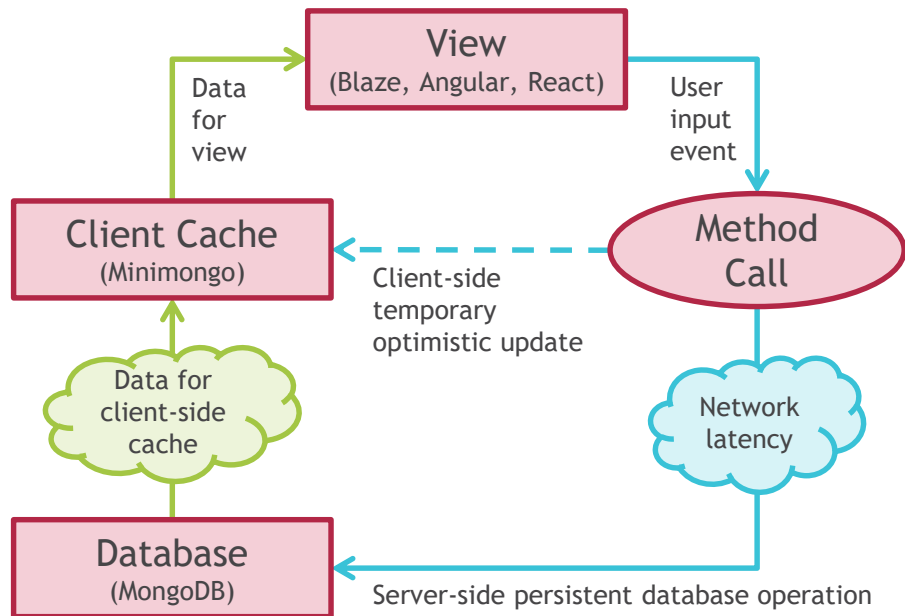 View
(Blaze, Angular, React)
Data
for
view
User
input
event
Client Cache
(Minimongo)
Method
Call
Client-side
temporary
optimistic update
Data for
client-side
cache
Network
latency
Database
(MongoDB)
Server-side persistent database operation